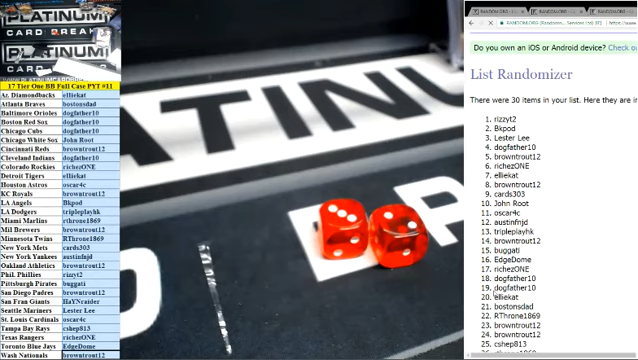 PLATINUM
CARD BREAKS
PLATINUM
CARD BREAKS
17 Tier One BB Full Case PYT #11
Az. Diamondbacks elliekat
Atlanta Braves bostonsdad
Baltimore Orioles dogfather10
Boston Red Sox dogfather10
Chicago Cubs dogfather10
Chicago White Sox John Root
Cincinnati Reds browntrout12
Cleveland Indians dogfather10
Colorado Rockies richezONE
Detroit Tigers elliekat
Houston Astros oscar4c
KC Royals browntrout12
LA Angels Bkpod
LA Dodgers tripleplayhk
Miami Marlins rthrone1869
Mil Brewers browntrout12
Minnesota Twins RThrone1869
New York Mets cards303
New York Yankees austinfnjd
Oakland Athletics browntrout12
Phil. Phillies rizzyt2
Pittsburgh Pirates buggati
San Diego Padres browntrout12
San Fran Giants HaYNraider
Seattle Mariners Lester Lee
St. Louis Cardinals oscar4c
Tampa Bay Rays cshep813
Texas Rangers richezONE
Toronto Blue Jays EdgeDome
Wash Nationals browntrout12
ATINU
Do you own an iOS or Android device? Check
List Randomizer
There were 30 items in your list. Here they are
1. rizzyt2
2. Bkpod
3. Lester Lee
4. dogfather10
5. browntrout12
6. richezONE
7. elliekat
8. browntrout12
9. cards303
10. John Root
11. oscar4c
12. austinfnjd
13. tripleplayhk
14. browntrout12
15. buggati
16. EdgeDome
17. richezONE
18. dogfather10
19. dogfather10
20. elliekat
21. bostonsdad
22. RThrone1869
23. browntrout12
24. browntrout12
25. cshep813